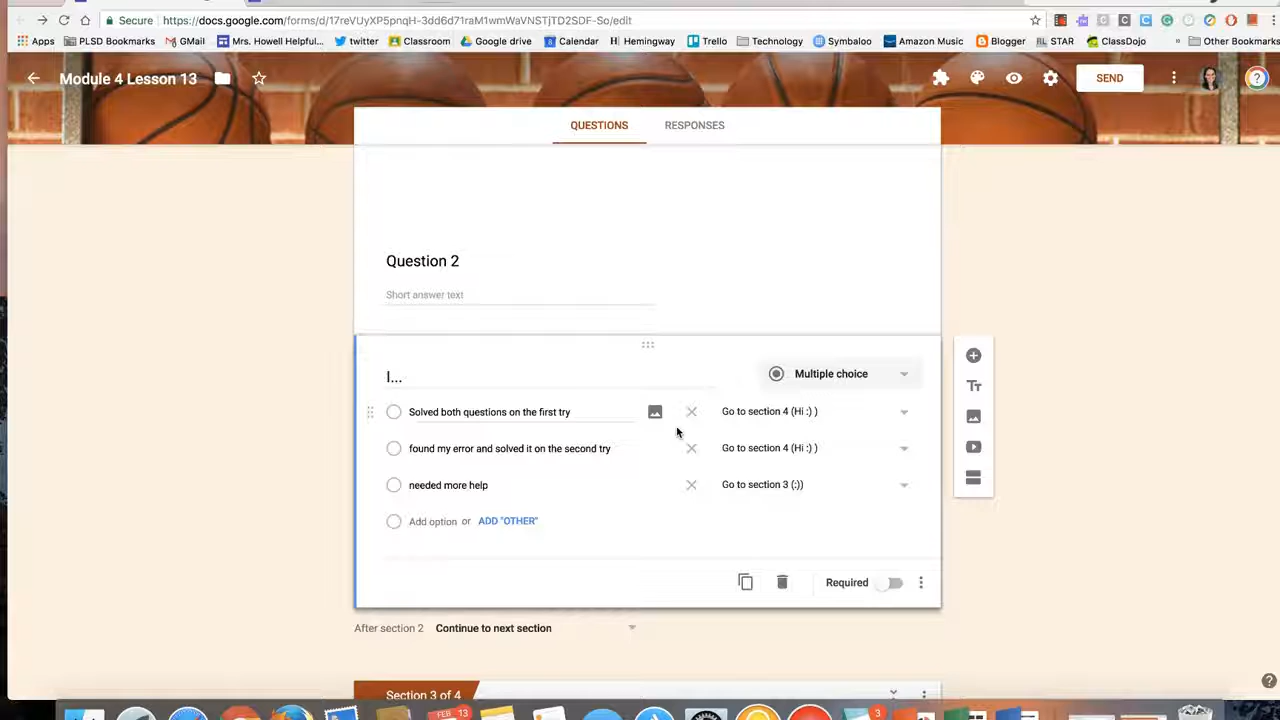 Secure https://docs.google.com/forms/d/17reVUyXP5pnqH-3dd6d71raM1wmWaVNSTjTD2SDF-So/edit
Apps PLSD Bookmarks GMail Mrs. Howell Helpful... twitter Classroom Google drive Calendar Hemingway Trello Technology Symbaloo Amazon Music Blogger STAR ClassDojo » Other Bookmarks
Module 4 Lesson 13 SEND
QUESTIONS RESPONSES
Question 2
Short answer text
I... Multiple choice
Solved both questions on the first try Go to section 4 (Hi :) )
found my error and solved it on the second try Go to section 4 (Hi :) )
needed more help Go to section 3 (:))
Add option or ADD "OTHER"
Required
After section 2 Continue to next section
Section 3 of 4
FEB 13 3